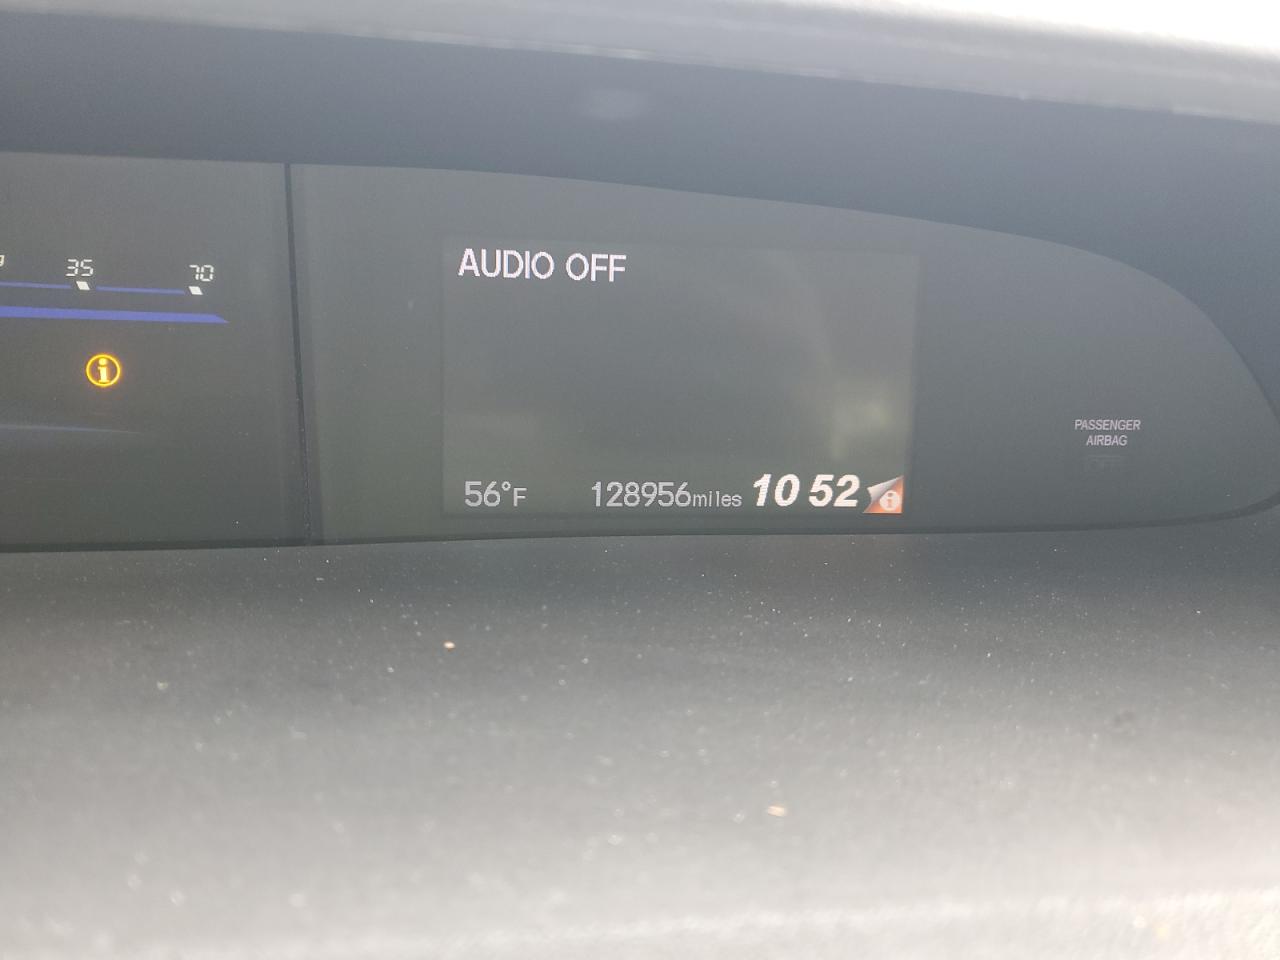 35 70
AUDIO OFF
56°F 128956miles 10 52
PASSENGER
AIRBAG